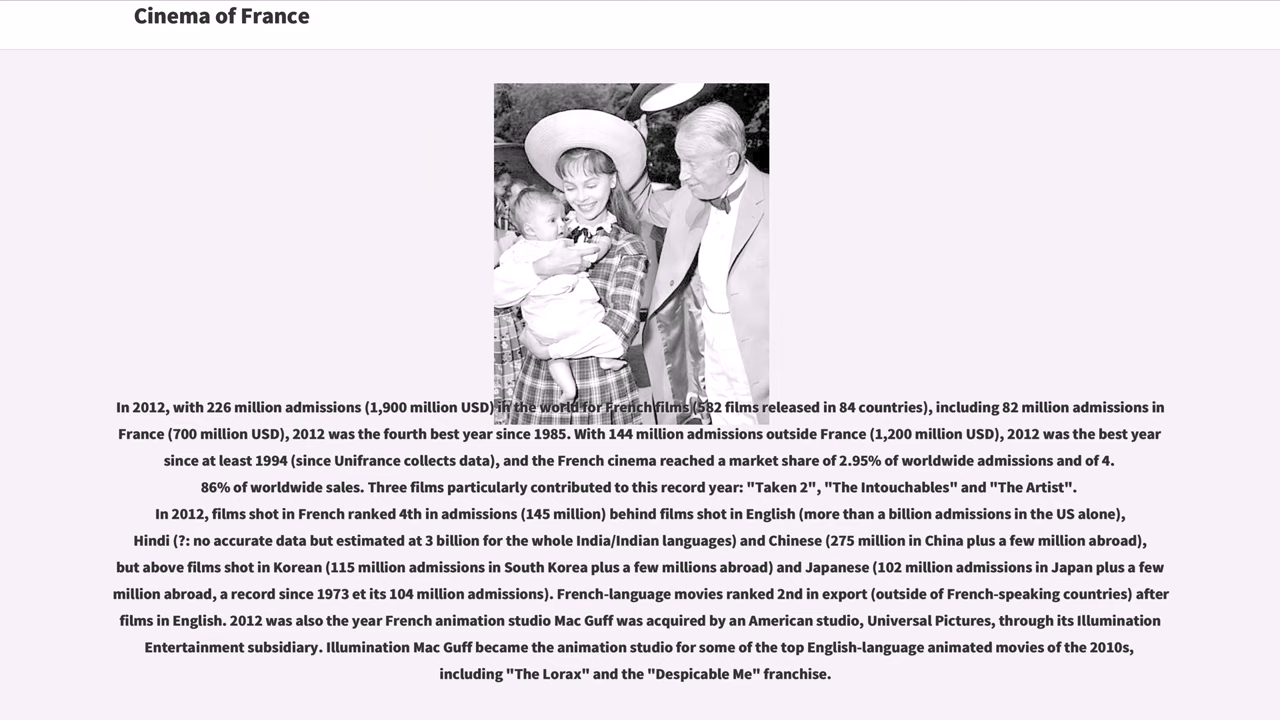 Cinema of France
In 2012, with 226 million admissions (1,900 million USD) in the world for French films (582 films released in 84 countries), including 82 million admissions in
France (700 million USD), 2012 was the fourth best year since 1985. With 144 million admissions outside France (1,200 million USD), 2012 was the best year
since at least 1994 (since Unifrance collects data), and the French cinema reached a market share of 2.95% of worldwide admissions and of 4.
86% of worldwide sales. Three films particularly contributed to this record year: "Taken 2", "The Intouchables" and "The Artist".
In 2012, films shot in French ranked 4th in admissions (145 million) behind films shot in English (more than a billion admissions in the US alone),
Hindi (?: no accurate data but estimated at 3 billion for the whole India/Indian languages) and Chinese (275 million in China plus a few million abroad),
but above films shot in Korean (115 million admissions in South Korea plus a few millions abroad) and Japanese (102 million admissions in Japan plus a few
million abroad, a record since 1973 et its 104 million admissions). French-language movies ranked 2nd in export (outside of French-speaking countries) after
films in English. 2012 was also the year French animation studio Mac Guff was acquired by an American studio, Universal Pictures, through its Illumination
Entertainment subsidiary. Illumination Mac Guff became the animation studio for some of the top English-language animated movies of the 2010s,
including "The Lorax" and the "Despicable Me" franchise.